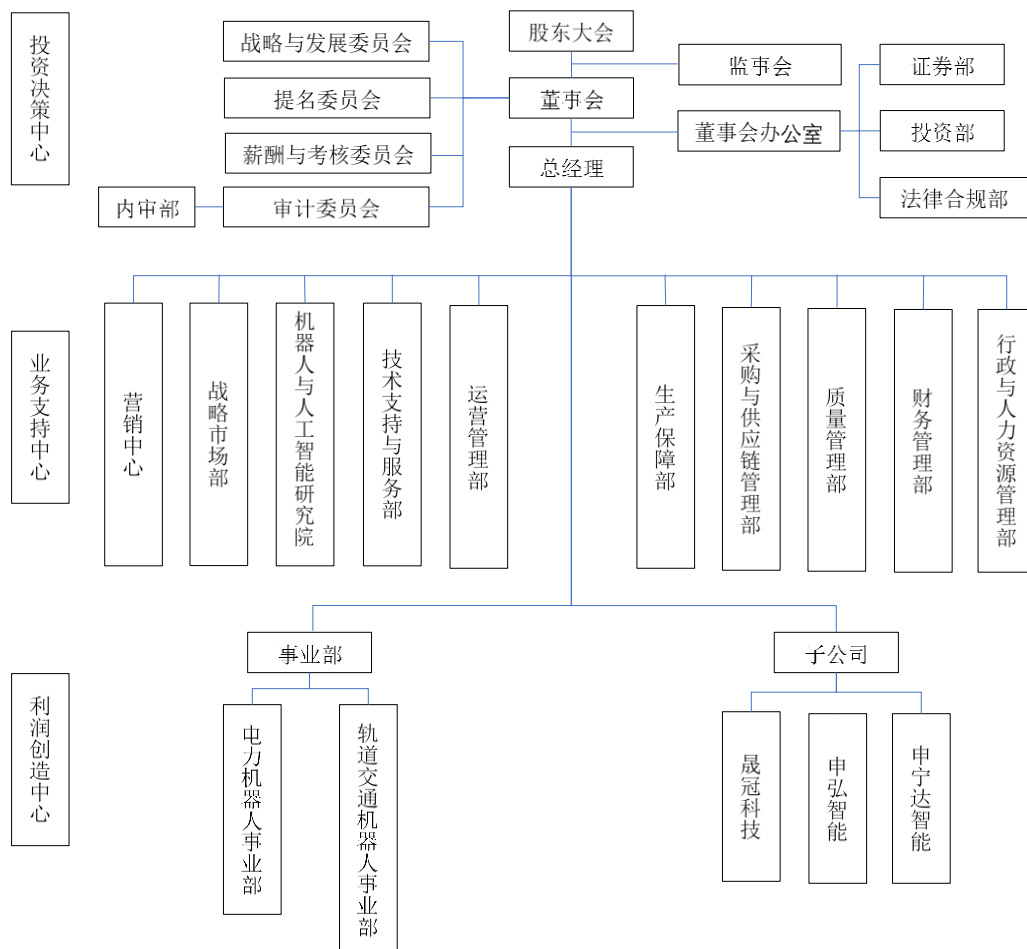 投资决策中心
战略与发展委员会
股东大会
监事会
证券部
提名委员会
董事会
董事会办公室
投资部
薪酬与考核委员会
总经理
内审部
审计委员会
法律合规部
业务支持中心
营销中心
战略市场部
机器人与人工智能研究院
技术支持与服务部
运营管理部
生产保障部
采购与供应链管理部
质量管理部
财务管理部
行政与人力资源管理部
利润创造中心
事业部
子公司
电力机器人事业部
轨道交通机器人事业部
晟冠科技
申弘智能
申宁达智能